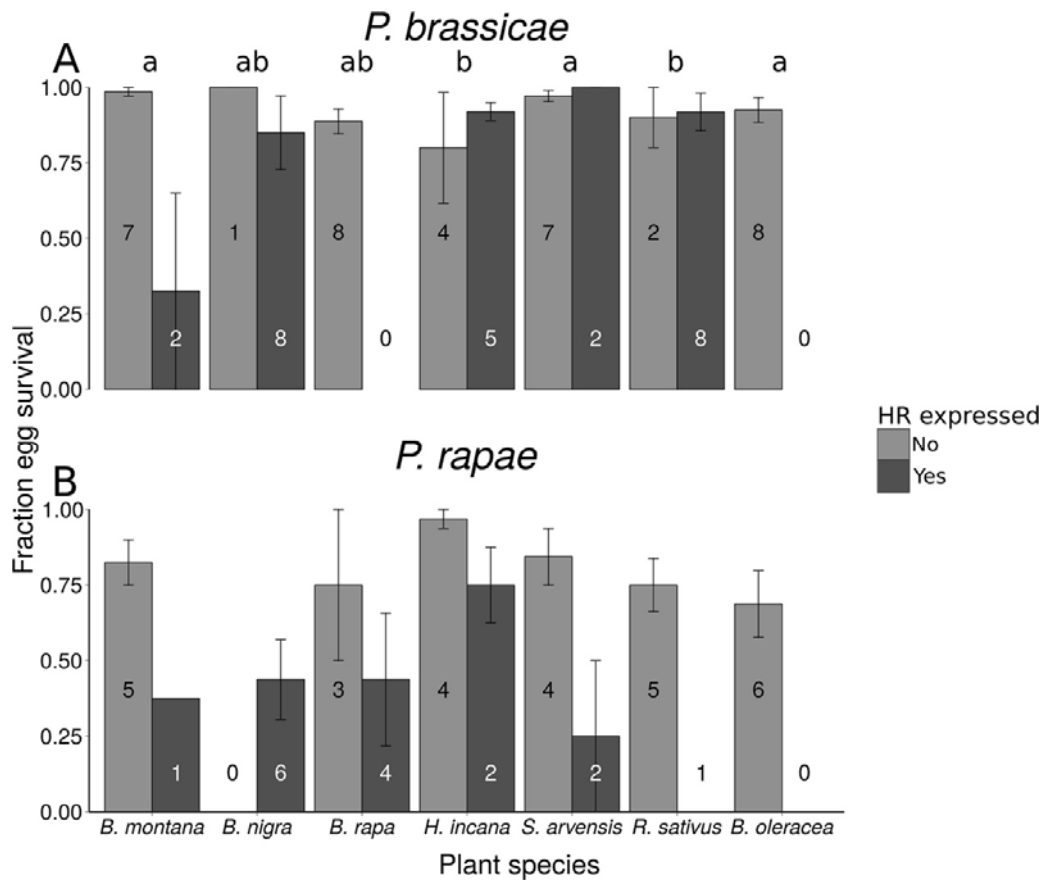 P. brassicae
A
a ab ab b a b a
1.00
0.75
0.50
0.25
0.00
7 2 1 8 8 0 4 5 7 2 2 8 8 0
Fraction egg survival
P. rapae
B
1.00
0.75
0.50
0.25
0.00
5 1 0 6 3 4 4 2 4 2 5 1 6 0
B. montana B. nigra B. rapa H. incana S. arvensis R. sativus B. oleracea
Plant species
HR expressed
No
Yes